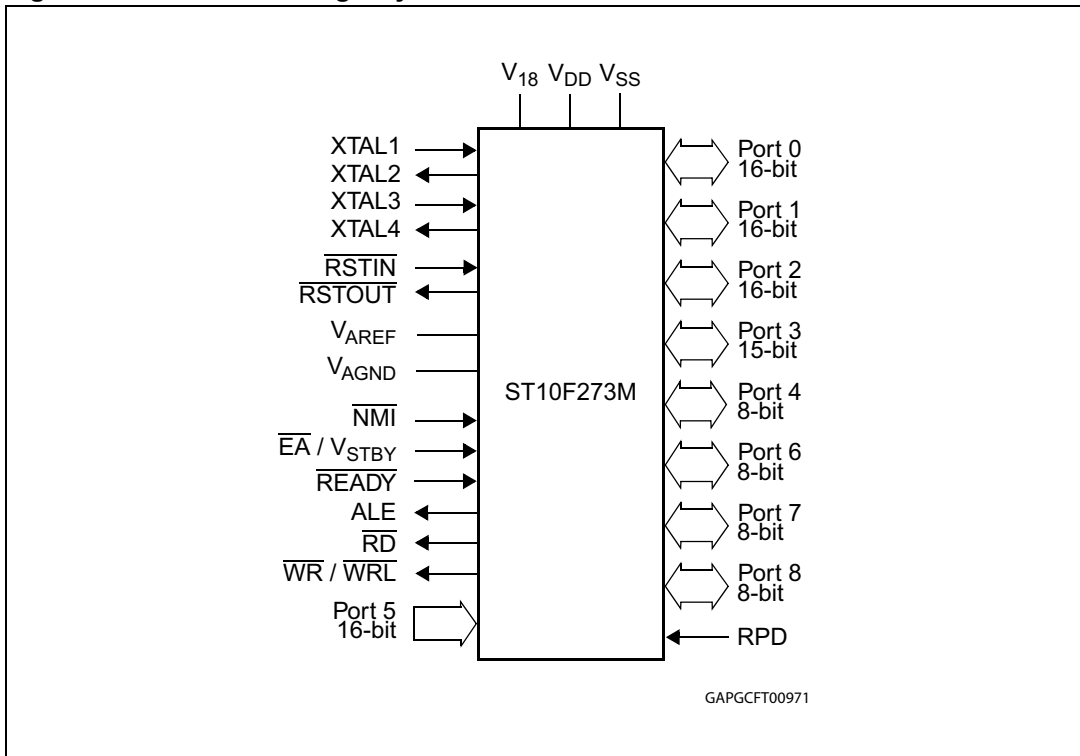 V18 VDD VSS
XTAL1
XTAL2
XTAL3
XTAL4
RSTIN
RSTOUT
VAREF
VAGND
NMI
EA / VSTBY
READY
ALE
RD
WR / WRL
Port 5
16-bit
ST10F273M
Port 0
16-bit
Port 1
16-bit
Port 2
16-bit
Port 3
15-bit
Port 4
8-bit
Port 6
8-bit
Port 7
8-bit
Port 8
8-bit
RPD
GAPGCFT00971